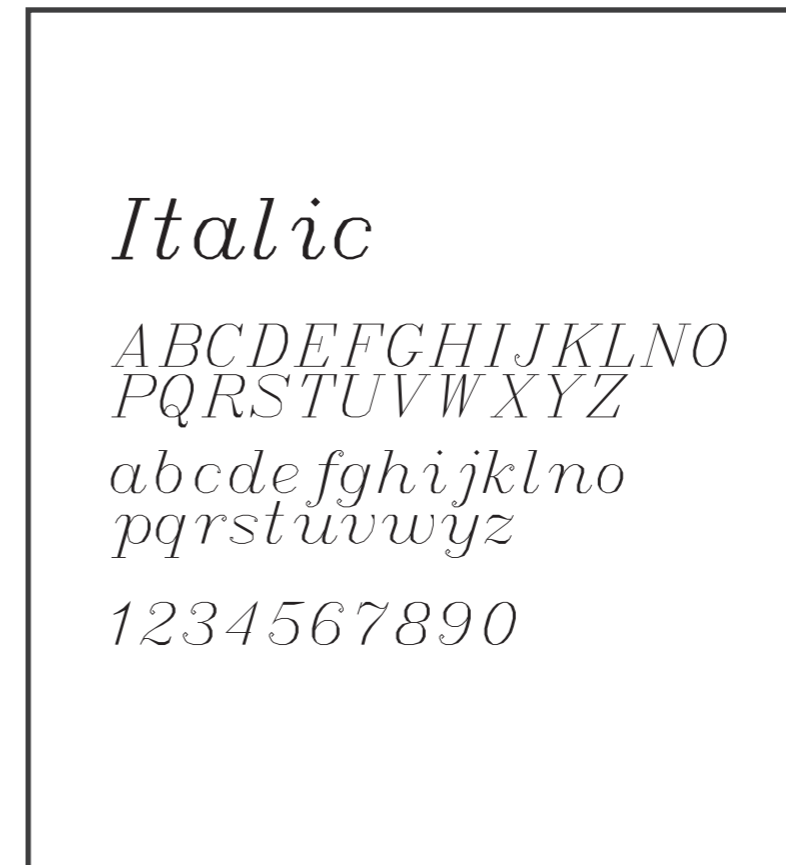 Italic
ABCDEFGHIJKLNO
PQRSTUVWXYZ
abcdefghijklno
pqrstuvwyz
1234567890